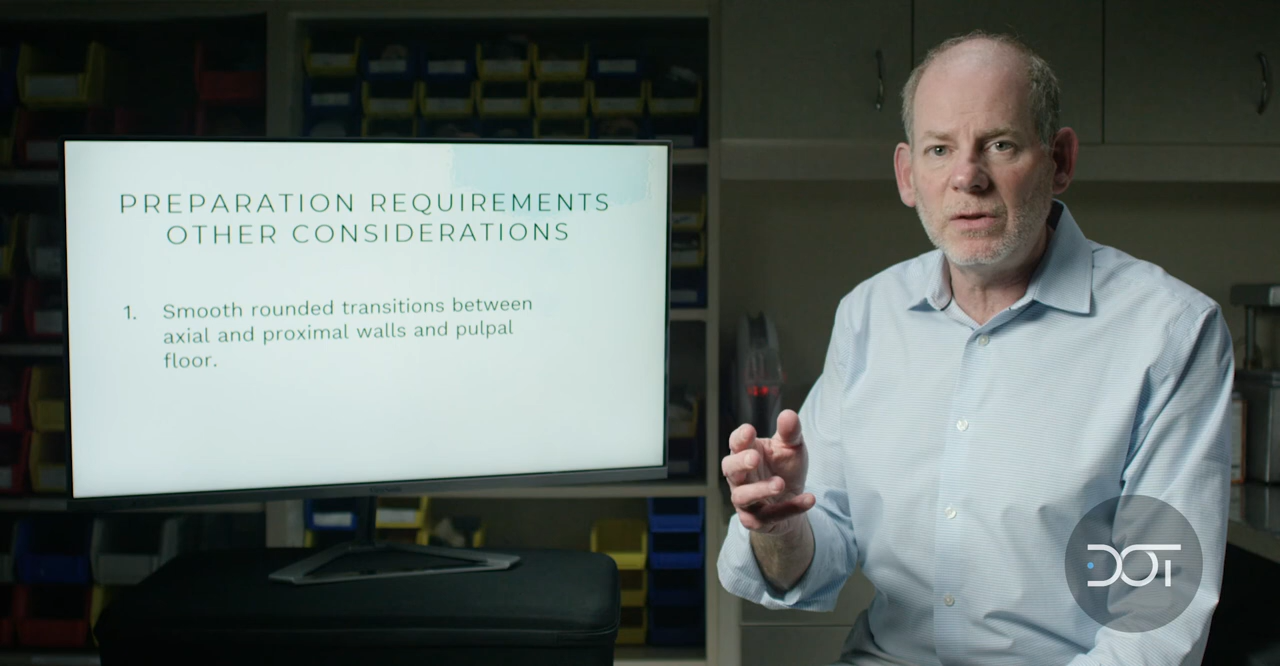 PREPARATION REQUIREMENTS
OTHER CONSIDERATIONS
1. Smooth rounded transitions between
axial and proximal walls and pulpal
floor.
DOT